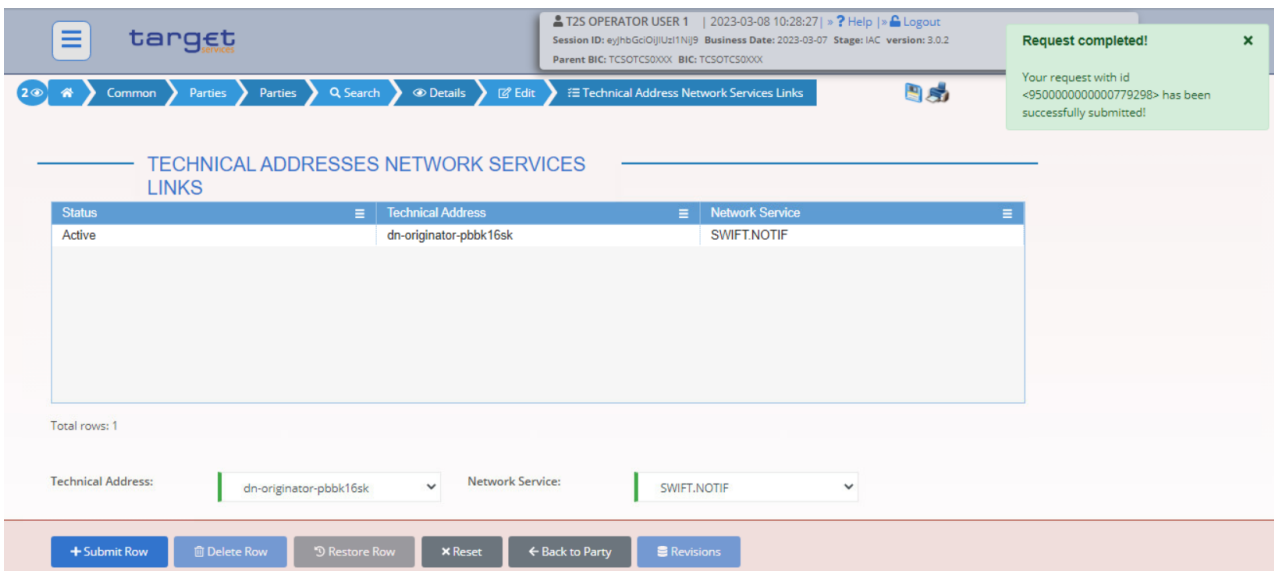 target
services
T2S OPERATOR USER 1 | 2023-03-08 10:28:27 | » ? Help | » Logout
Session ID: eyJhbGciOiJIUzI1NiJ9 Business Date: 2023-03-07 Stage: IAC version: 3.0.2
Parent BIC: TCSOTCS0XXX BIC: TCSOTCS0XXX
Request completed! ×
Your request with id
<9500000000000779298> has been
successfully submitted!
2 Common Parties Parties Search Details Edit Technical Address Network Services Links
TECHNICAL ADDRESSES NETWORK SERVICES
LINKS
Status Technical Address Network Service
Active dn-originator-pbbk16sk SWIFT.NOTIF
Total rows: 1
Technical Address: dn-originator-pbbk16sk Network Service: SWIFT.NOTIF
+ Submit Row Delete Row Restore Row × Reset ← Back to Party Revisions